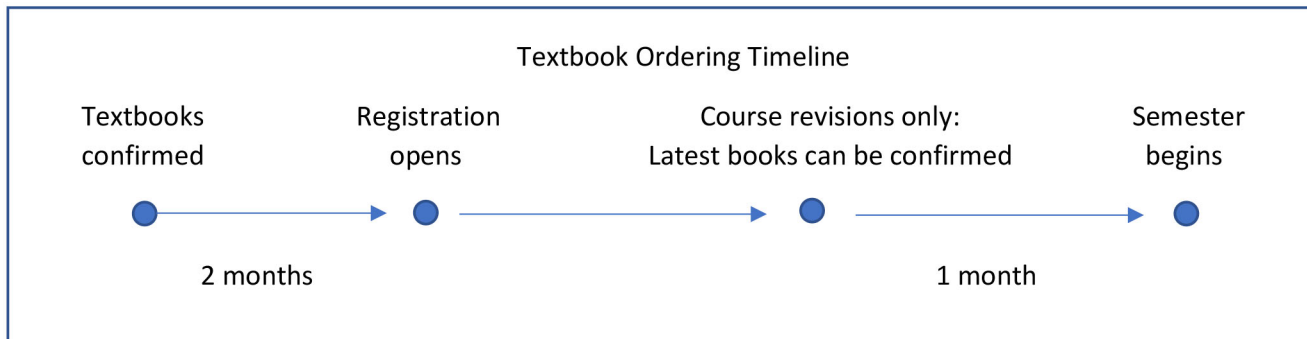 Textbook Ordering Timeline
Textbooks
confirmed
Registration
opens
Course revisions only:
Latest books can be confirmed
Semester
begins
2 months
1 month